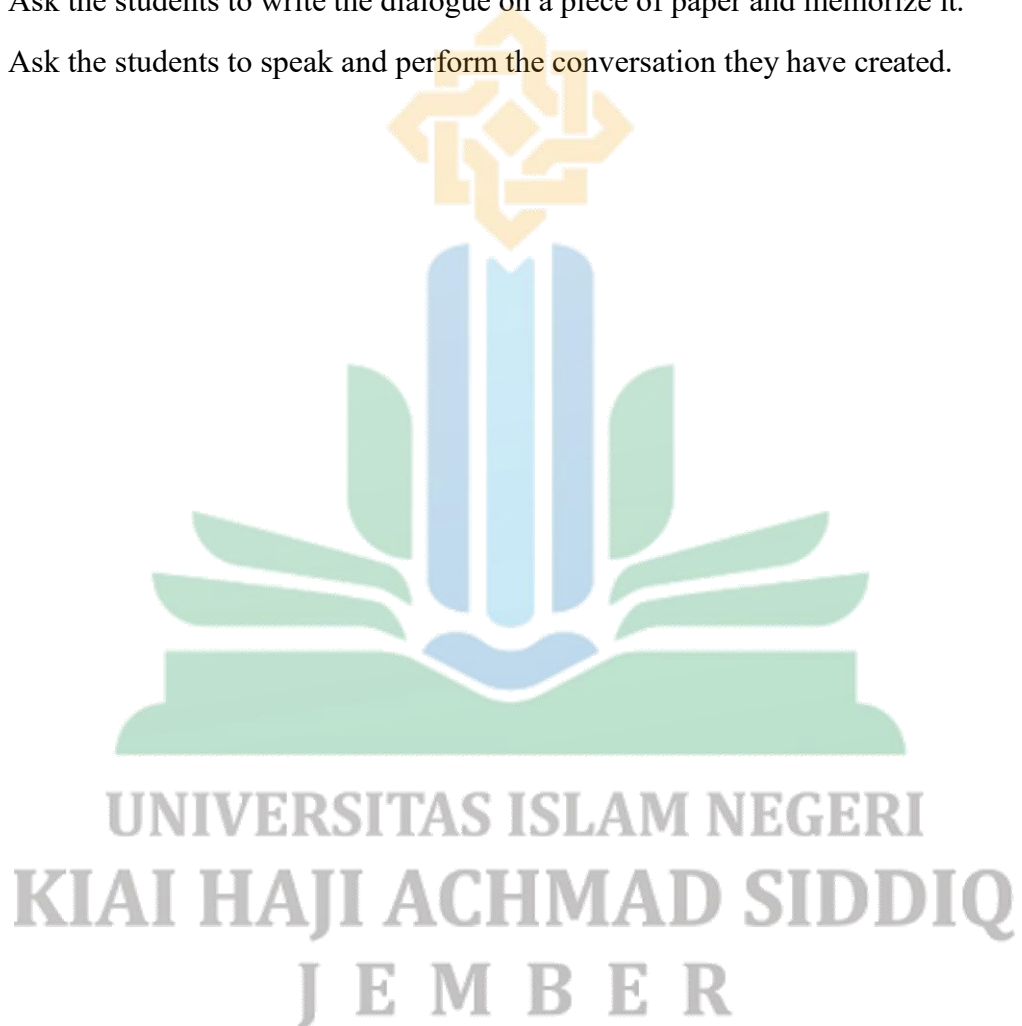 Ask the students to write the dialogue on a piece of paper and memorize it.
Ask the students to speak and perform the conversation they have created.
UNIVERSITAS ISLAM NEGERI
KIAI HAJI ACHMAD SIDDIQ
JEMBER